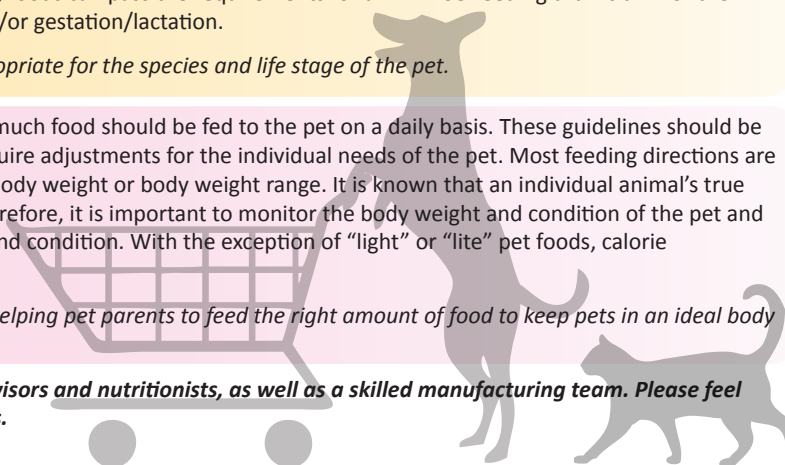 /or gestation/lactation.
opriate for the species and life stage of the pet.
much food should be fed to the pet on a daily basis. These guidelines should be
uire adjustments for the individual needs of the pet. Most feeding directions are
ody weight or body weight range. It is known that an individual animal's true
refore, it is important to monitor the body weight and condition of the pet and
nd condition. With the exception of “light” or “lite” pet foods, calorie
elping pet parents to feed the right amount of food to keep pets in an ideal body
visors and nutritionists, as well as a skilled manufacturing team. Please feel
s.